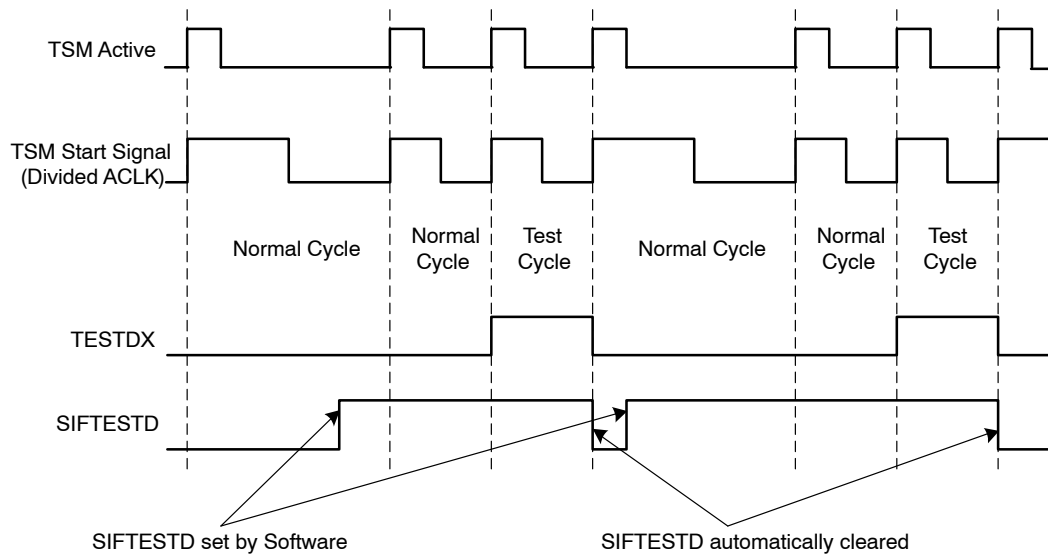 TSM Active
TSM Start Signal
(Divided ACLK)
Normal Cycle
Normal
Cycle
Test
Cycle
Normal Cycle
Normal
Cycle
Test
Cycle
TESTDX
SIFTESTD
SIFTESTD set by Software
SIFTESTD automatically cleared